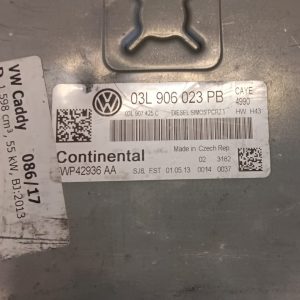 03L 906 023 PB
CAYE
4990
03L 907 425 C DIESEL SIMOS PCR2.1 HW H43
Continental
WP42936 AA
Made in Czech Rep.
02 3182
SJ8, FST 01.05.13 0014 0037
VW Caddy
1.598 cm³, 55 kW, BJ:2013
086/17